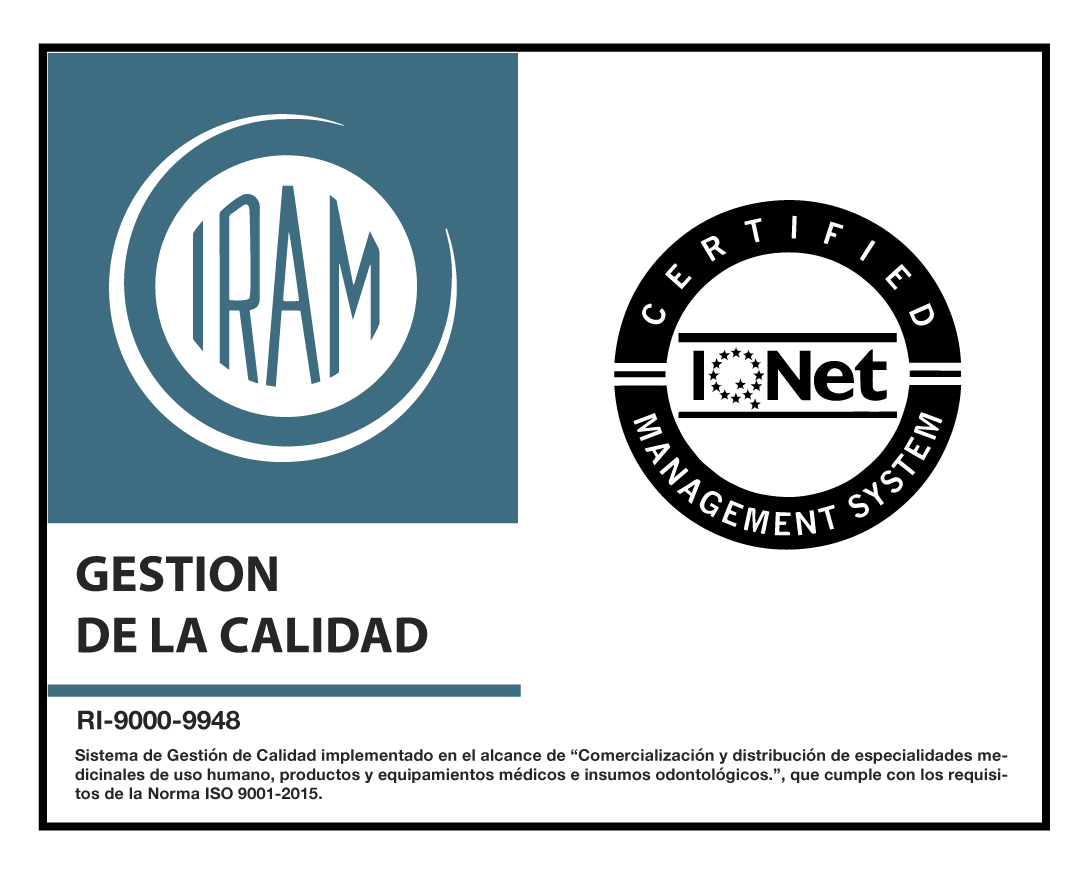 IRAM
CERTIFIED
IQNet
MANAGEMENT SYSTEM
GESTION
DE LA CALIDAD
RI-9000-9948
Sistema de Gestión de Calidad implementado en el alcance de “Comercialización y distribución de especialidades me-
dicinales de uso humano, productos y equipamientos médicos e insumos odontológicos.”, que cumple con los requisi-
tos de la Norma ISO 9001-2015.